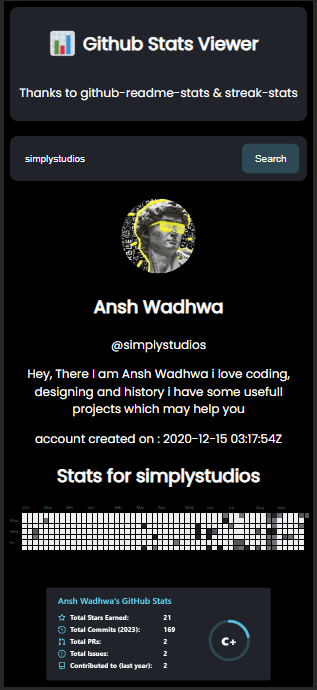 Github Stats Viewer
Thanks to github-readme-stats & streak-stats
simplystudios
Search
Ansh Wadhwa
@simplystudios
Hey, There I am Ansh Wadhwa i love coding,
designing and history i have some usefull
projects which may help you
account created on : 2020-12-15 03:17:54Z
Stats for simplystudios
Ansh Wadhwa's GitHub Stats
Total Stars Earned: 21
Total Commits (2023): 169
Total PRs: 2
Total Issues: 2
Contributed to (last year): 2
C+